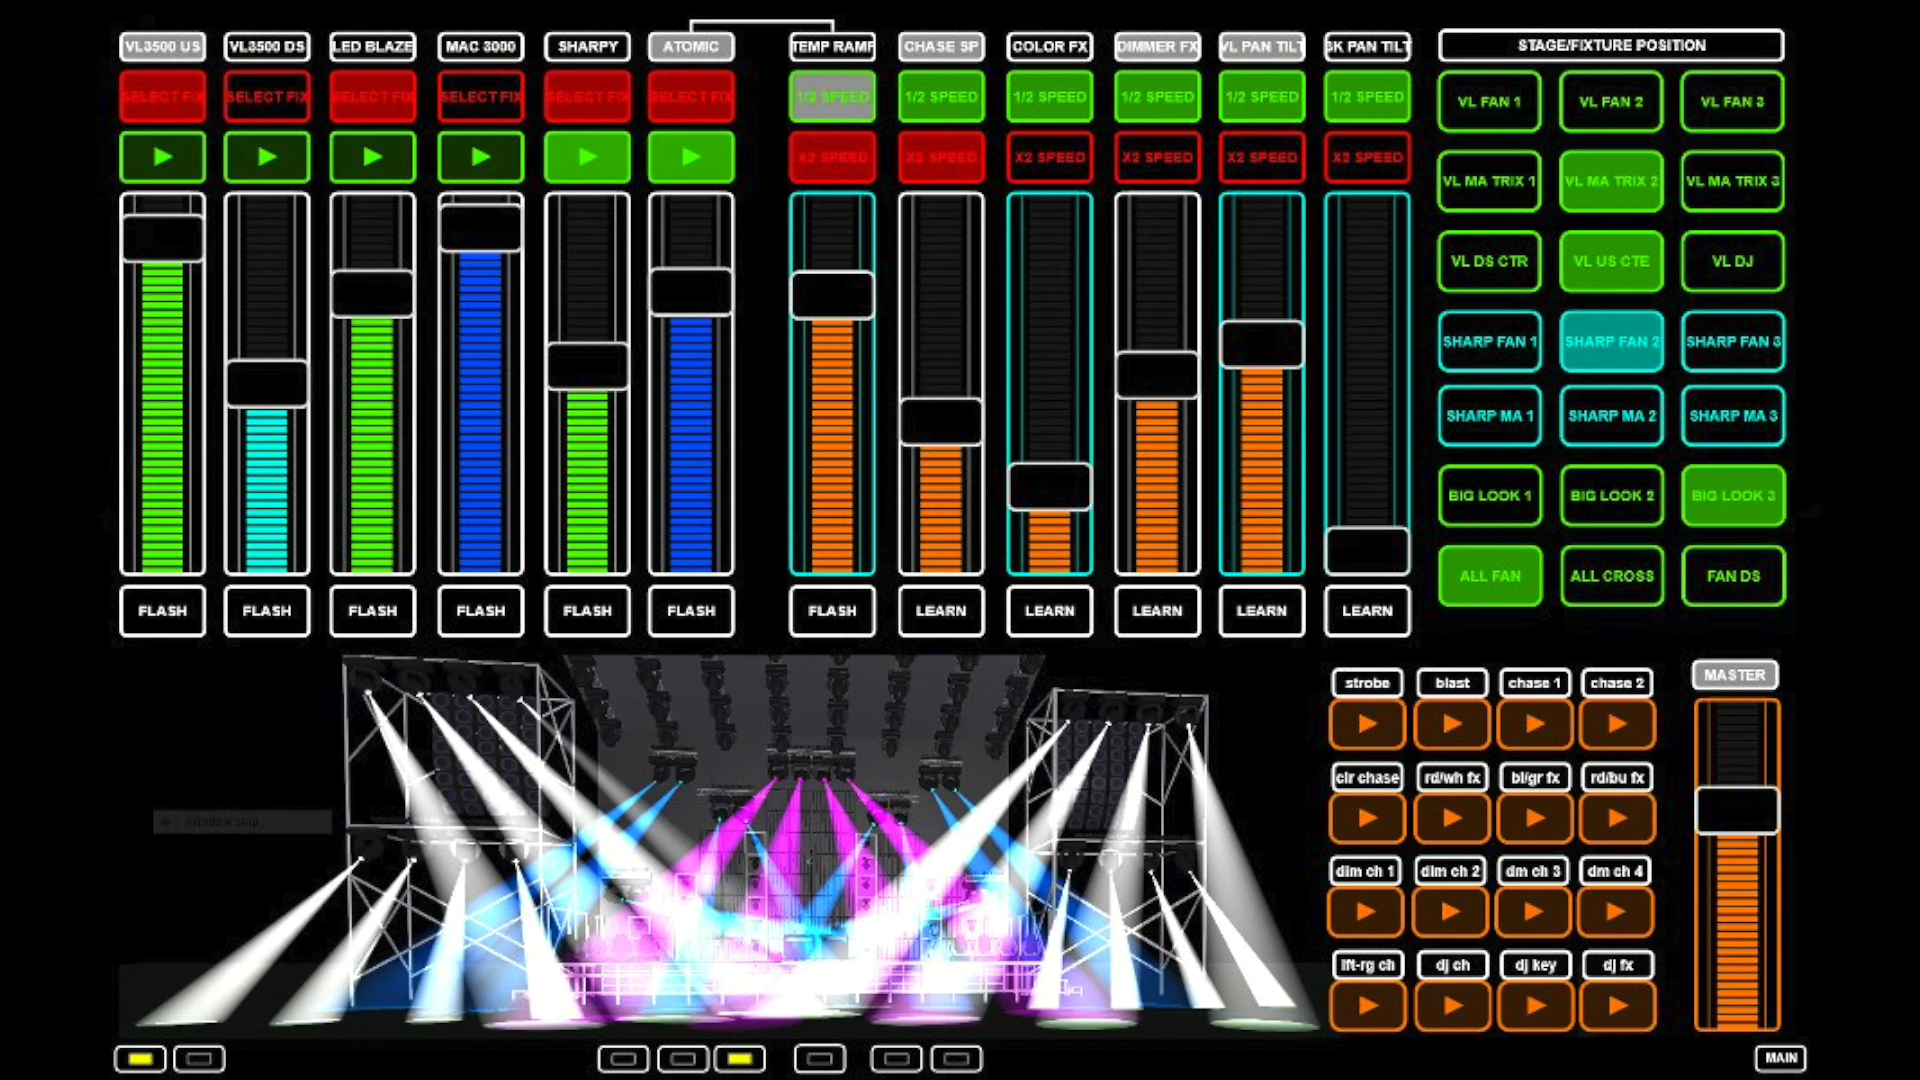 VL3500 US VL3500 DS LED BLAZE MAC 3000 SHARPY ATOMIC TEMP RAMP CHASE SP COLOR FX DIMMER FX VL PAN TILT SK PAN TILT STAGE/FIXTURE POSITION
SELECT FIX SELECT FIX SELECT FIX SELECT FIX SELECT FIX SELECT FIX 1/2 SPEED 1/2 SPEED 1/2 SPEED 1/2 SPEED 1/2 SPEED 1/2 SPEED VL FAN 1 VL FAN 2 VL FAN 3
X2 SPEED X2 SPEED X2 SPEED X2 SPEED X2 SPEED X2 SPEED
VL MA TRIX 1 VL MA TRIX 2 VL MA TRIX 3
VL DS CTR VL US CTE VL DJ
SHARP FAN 1 SHARP FAN 2 SHARP FAN 3
SHARP MA 1 SHARP MA 2 SHARP MA 3
BIG LOOK 1 BIG LOOK 2 BIG LOOK 3
ALL FAN ALL CROSS FAN DS
FLASH FLASH FLASH FLASH FLASH FLASH FLASH LEARN LEARN LEARN LEARN LEARN
strobe blast chase 1 chase 2 MASTER
clr chase rd/wh fx bl/gr fx rd/bu fx
Window Snip
dim ch 1 dim ch 2 dm ch 3 dm ch 4
lft-rg ch dj ch dj key dj fx
MAIN